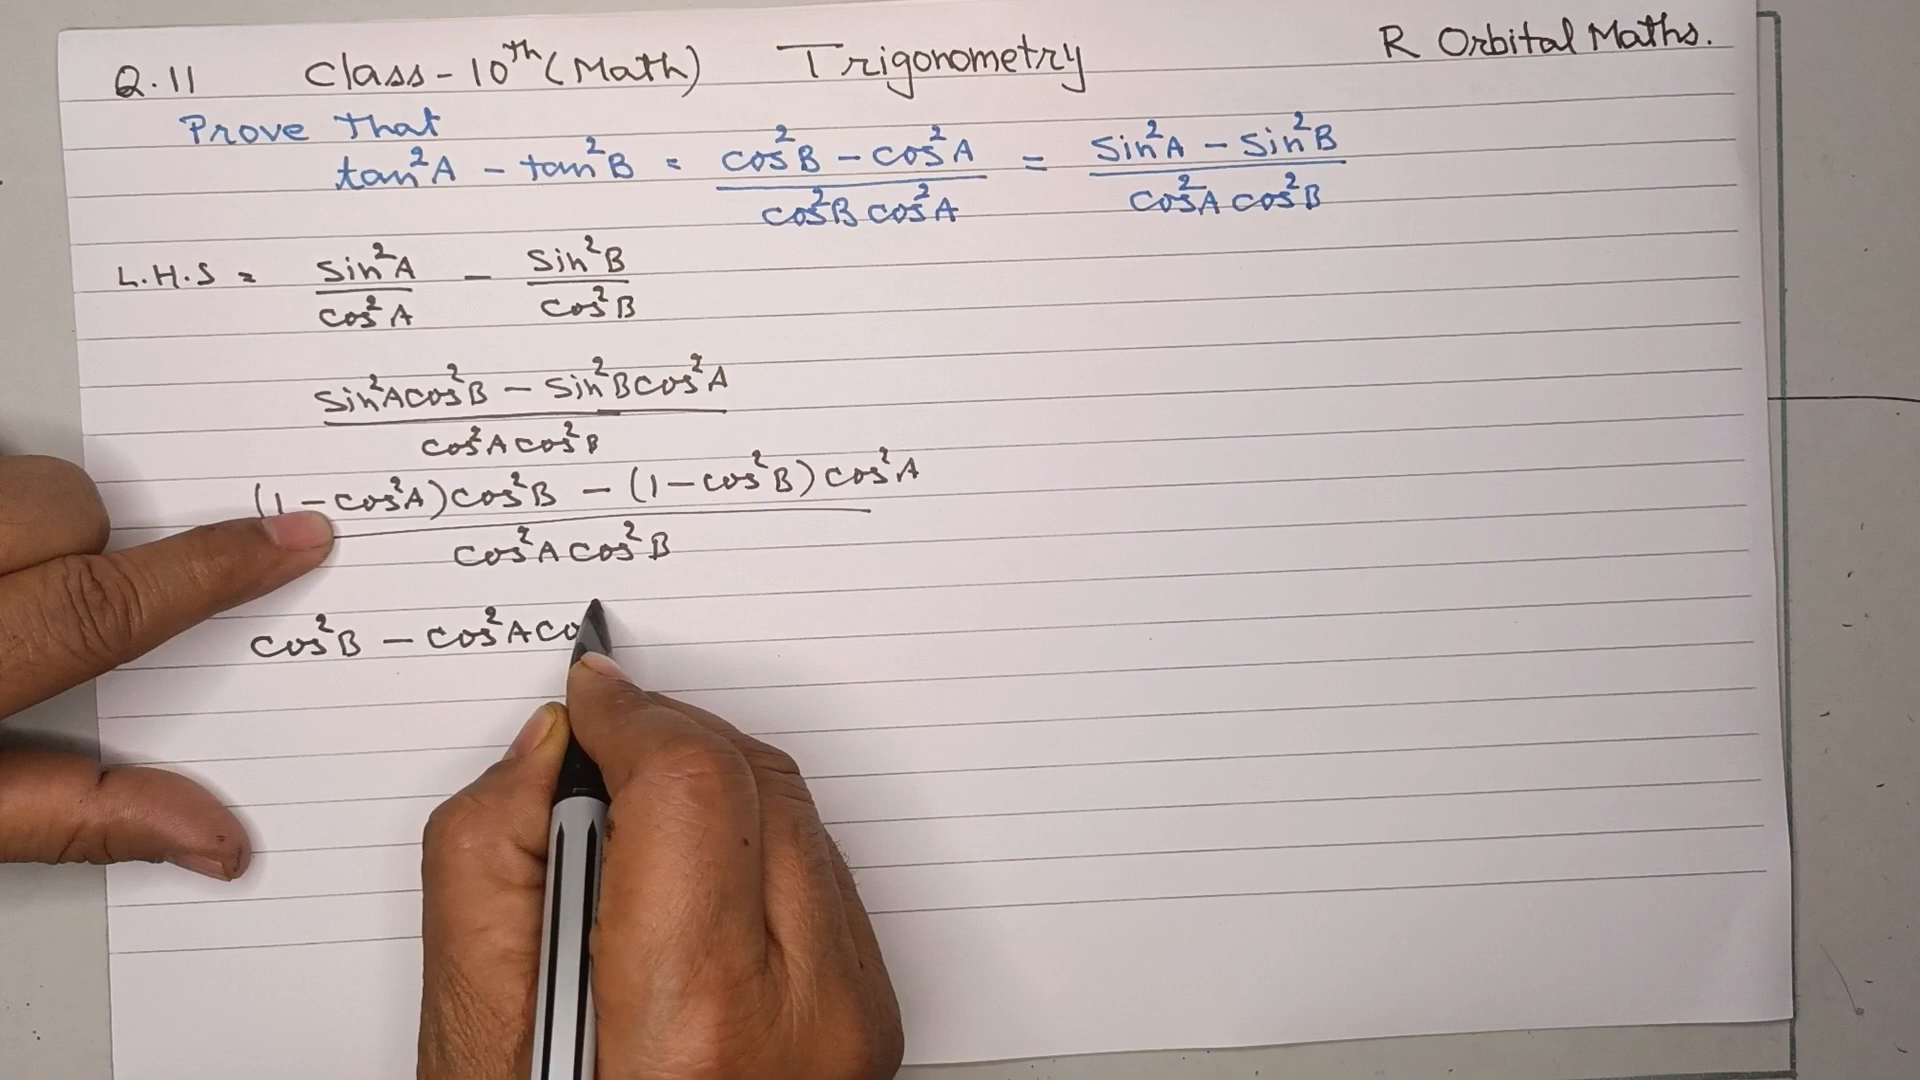 Q.11 Class-10th (Math) Trigonometry R Orbital Maths.
Prove that
tan²A - tan²B = (cos²B - cos²A)/(cos²B cos²A) = (Sin²A - Sin²B)/(cos²A cos²B)
L.H.S = Sin²A/cos²A - Sin²B/cos²B
(Sin²A cos²B - Sin²B cos²A)/(cos²A cos²B)
((1-cos²A)cos²B - (1-cos²B)cos²A)/(cos²A cos²B)
cos²B - cos²A co